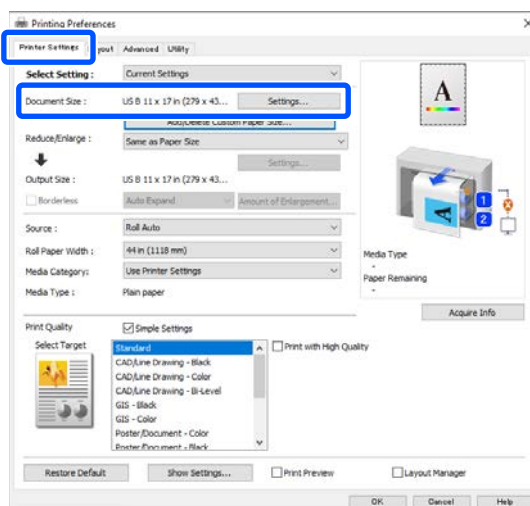 Printing Preferences
Printer Settings yout Advanced Utility
Select Setting : Current Settings
Document Size : US B 11 x 17 in (279 x 43... Settings...
Add/Delete Custom Paper Size...
Reduce/Enlarge : Same as Paper Size
Settings...
Output Size : US B 11 x 17 in (279 x 43...
Borderless Auto Expand Amount of Enlargement...
Source : Roll Auto
Roll Paper Width : 44 in (1118 mm)
Media Category: Use Printer Settings
Media Type : Plain paper
A
A
1
2
Media Type
-
Paper Remaining
-
Acquire Info
Print Quality Simple Settings
Select Target
Standard
CAD/Line Drawing - Black
CAD/Line Drawing - Color
CAD/Line Drawing - Bi-Level
GIS - Black
GIS - Color
Poster/Document - Color
Poster/Document - Black
Print with High Quality
Restore Default Show Settings... Print Preview Layout Manager
OK Cancel Help